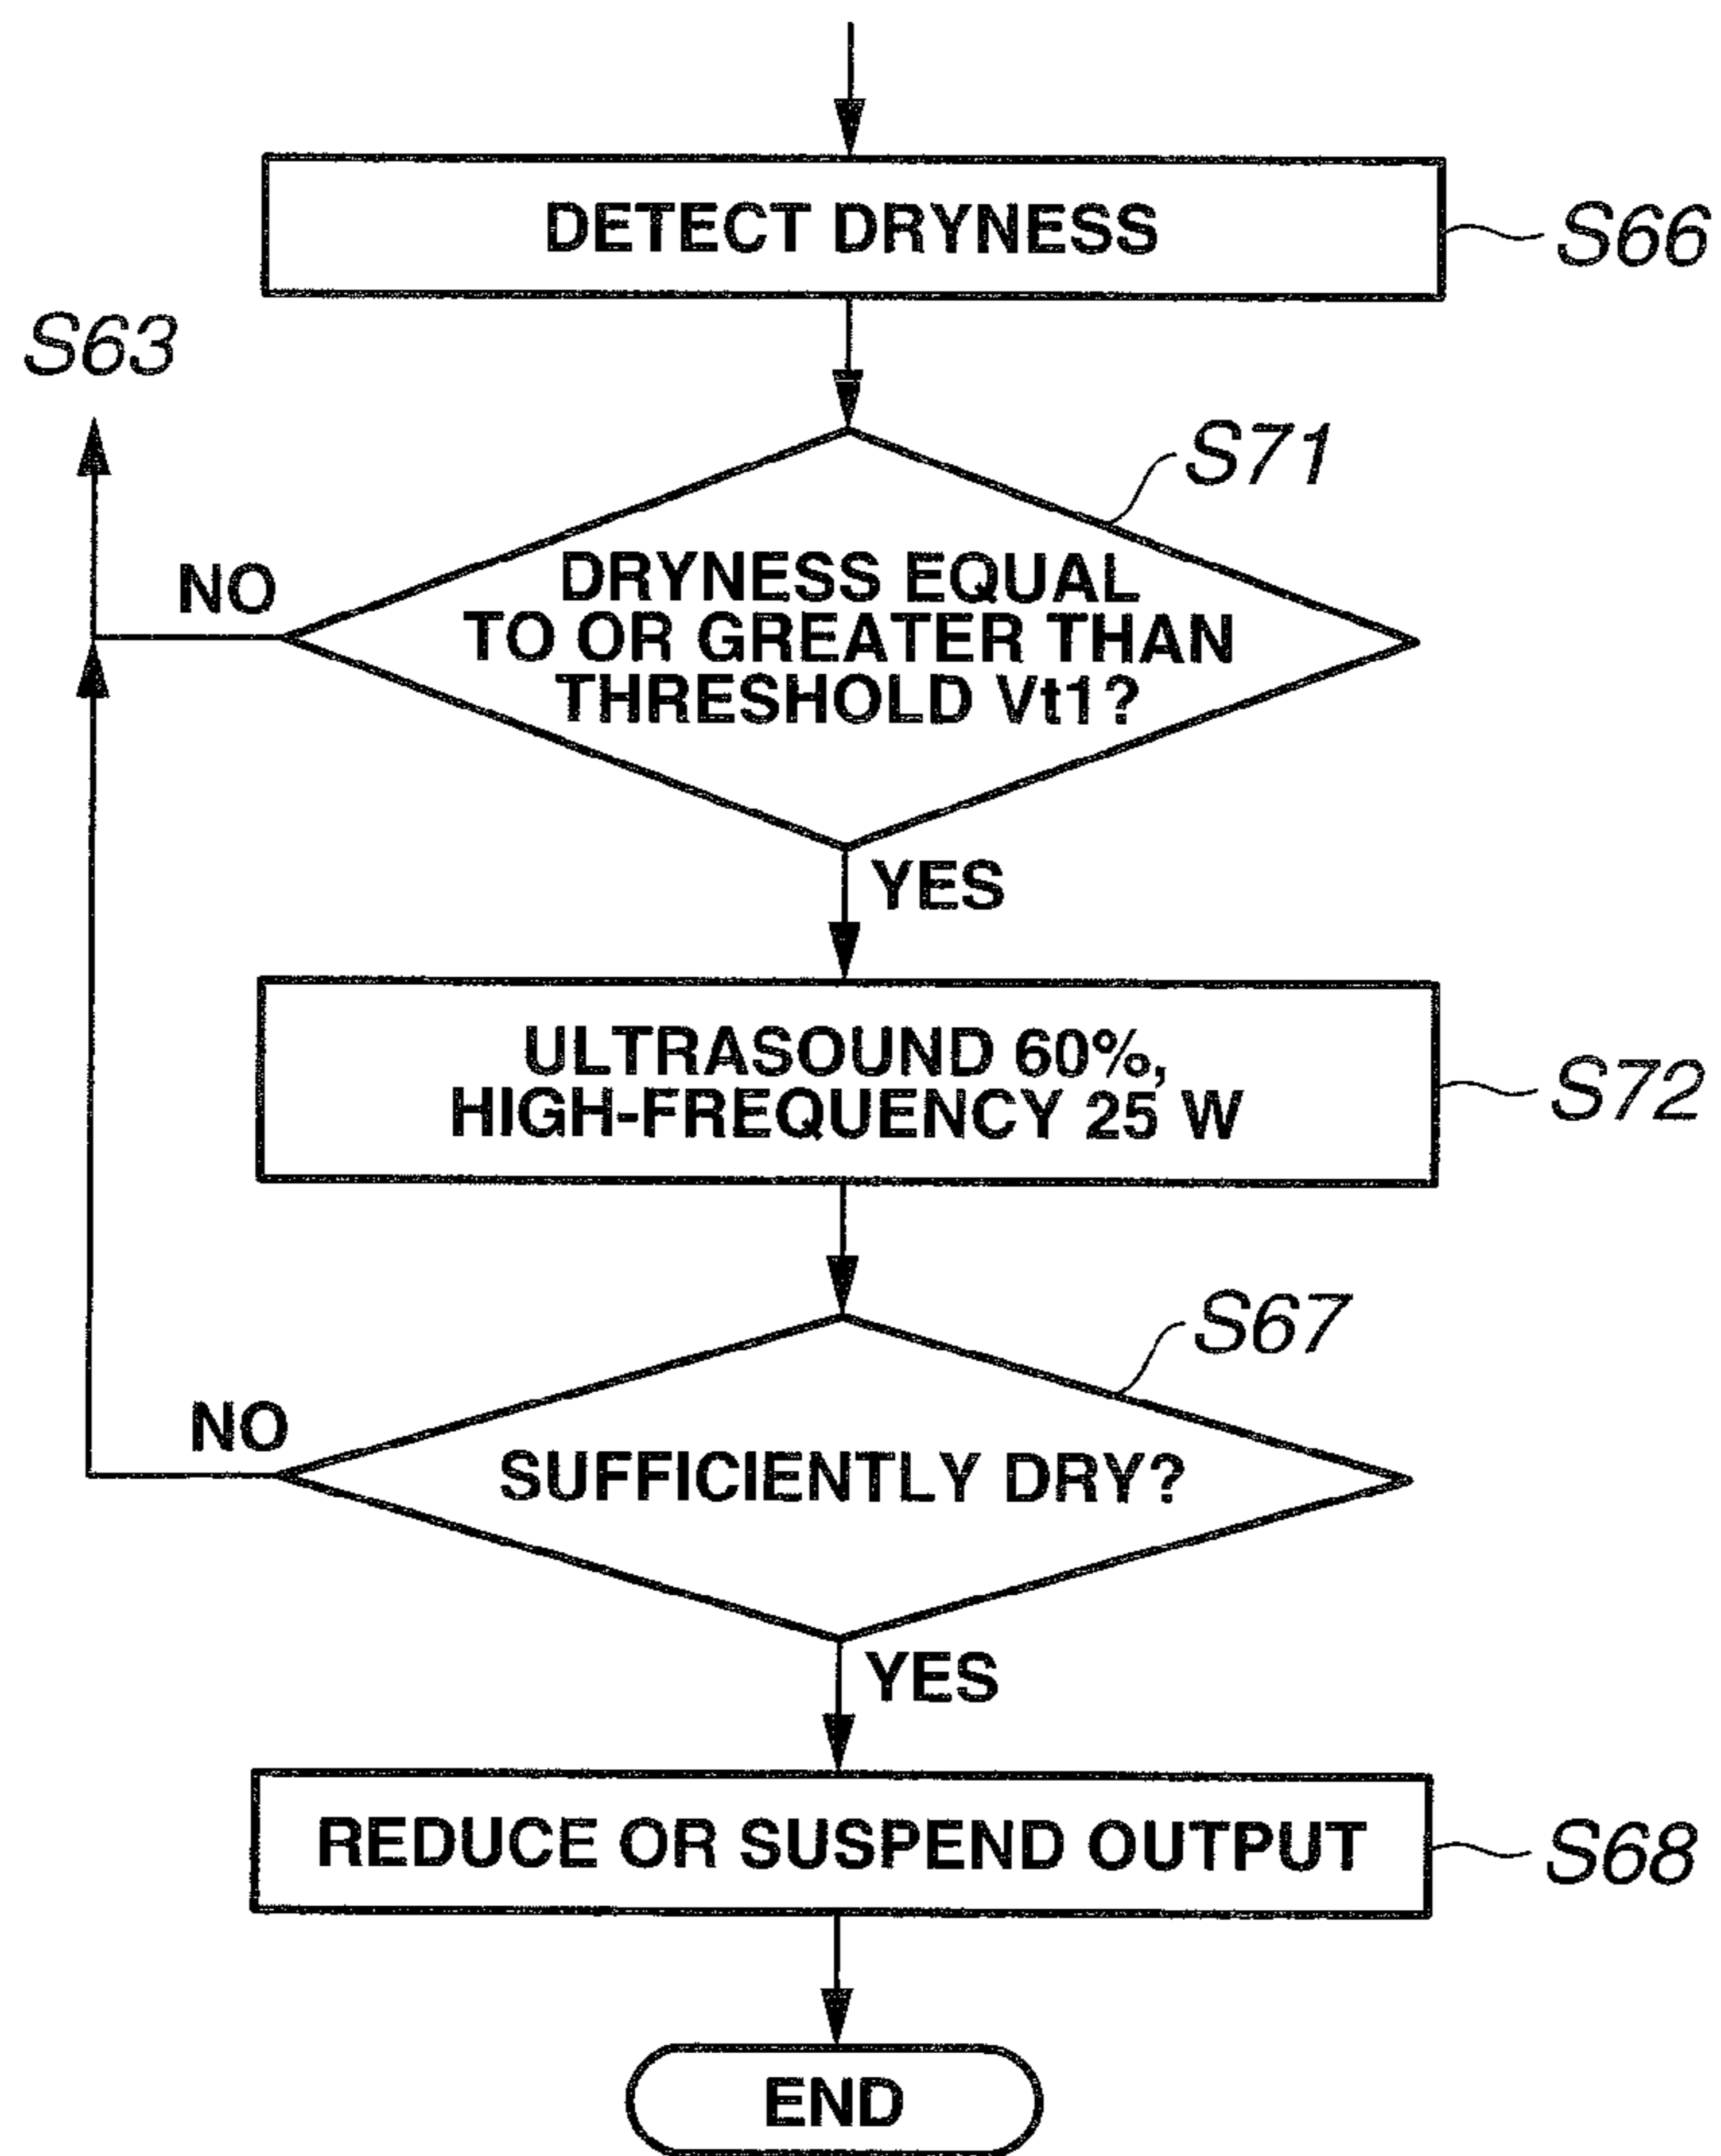 DETECT DRYNESS
S66
S63
S71
DRYNESS EQUAL
TO OR GREATER THAN
THRESHOLD Vt1?
NO
YES
ULTRASOUND 60%,
HIGH-FREQUENCY 25 W
S72
S67
NO
SUFFICIENTLY DRY?
YES
REDUCE OR SUSPEND OUTPUT
S68
END